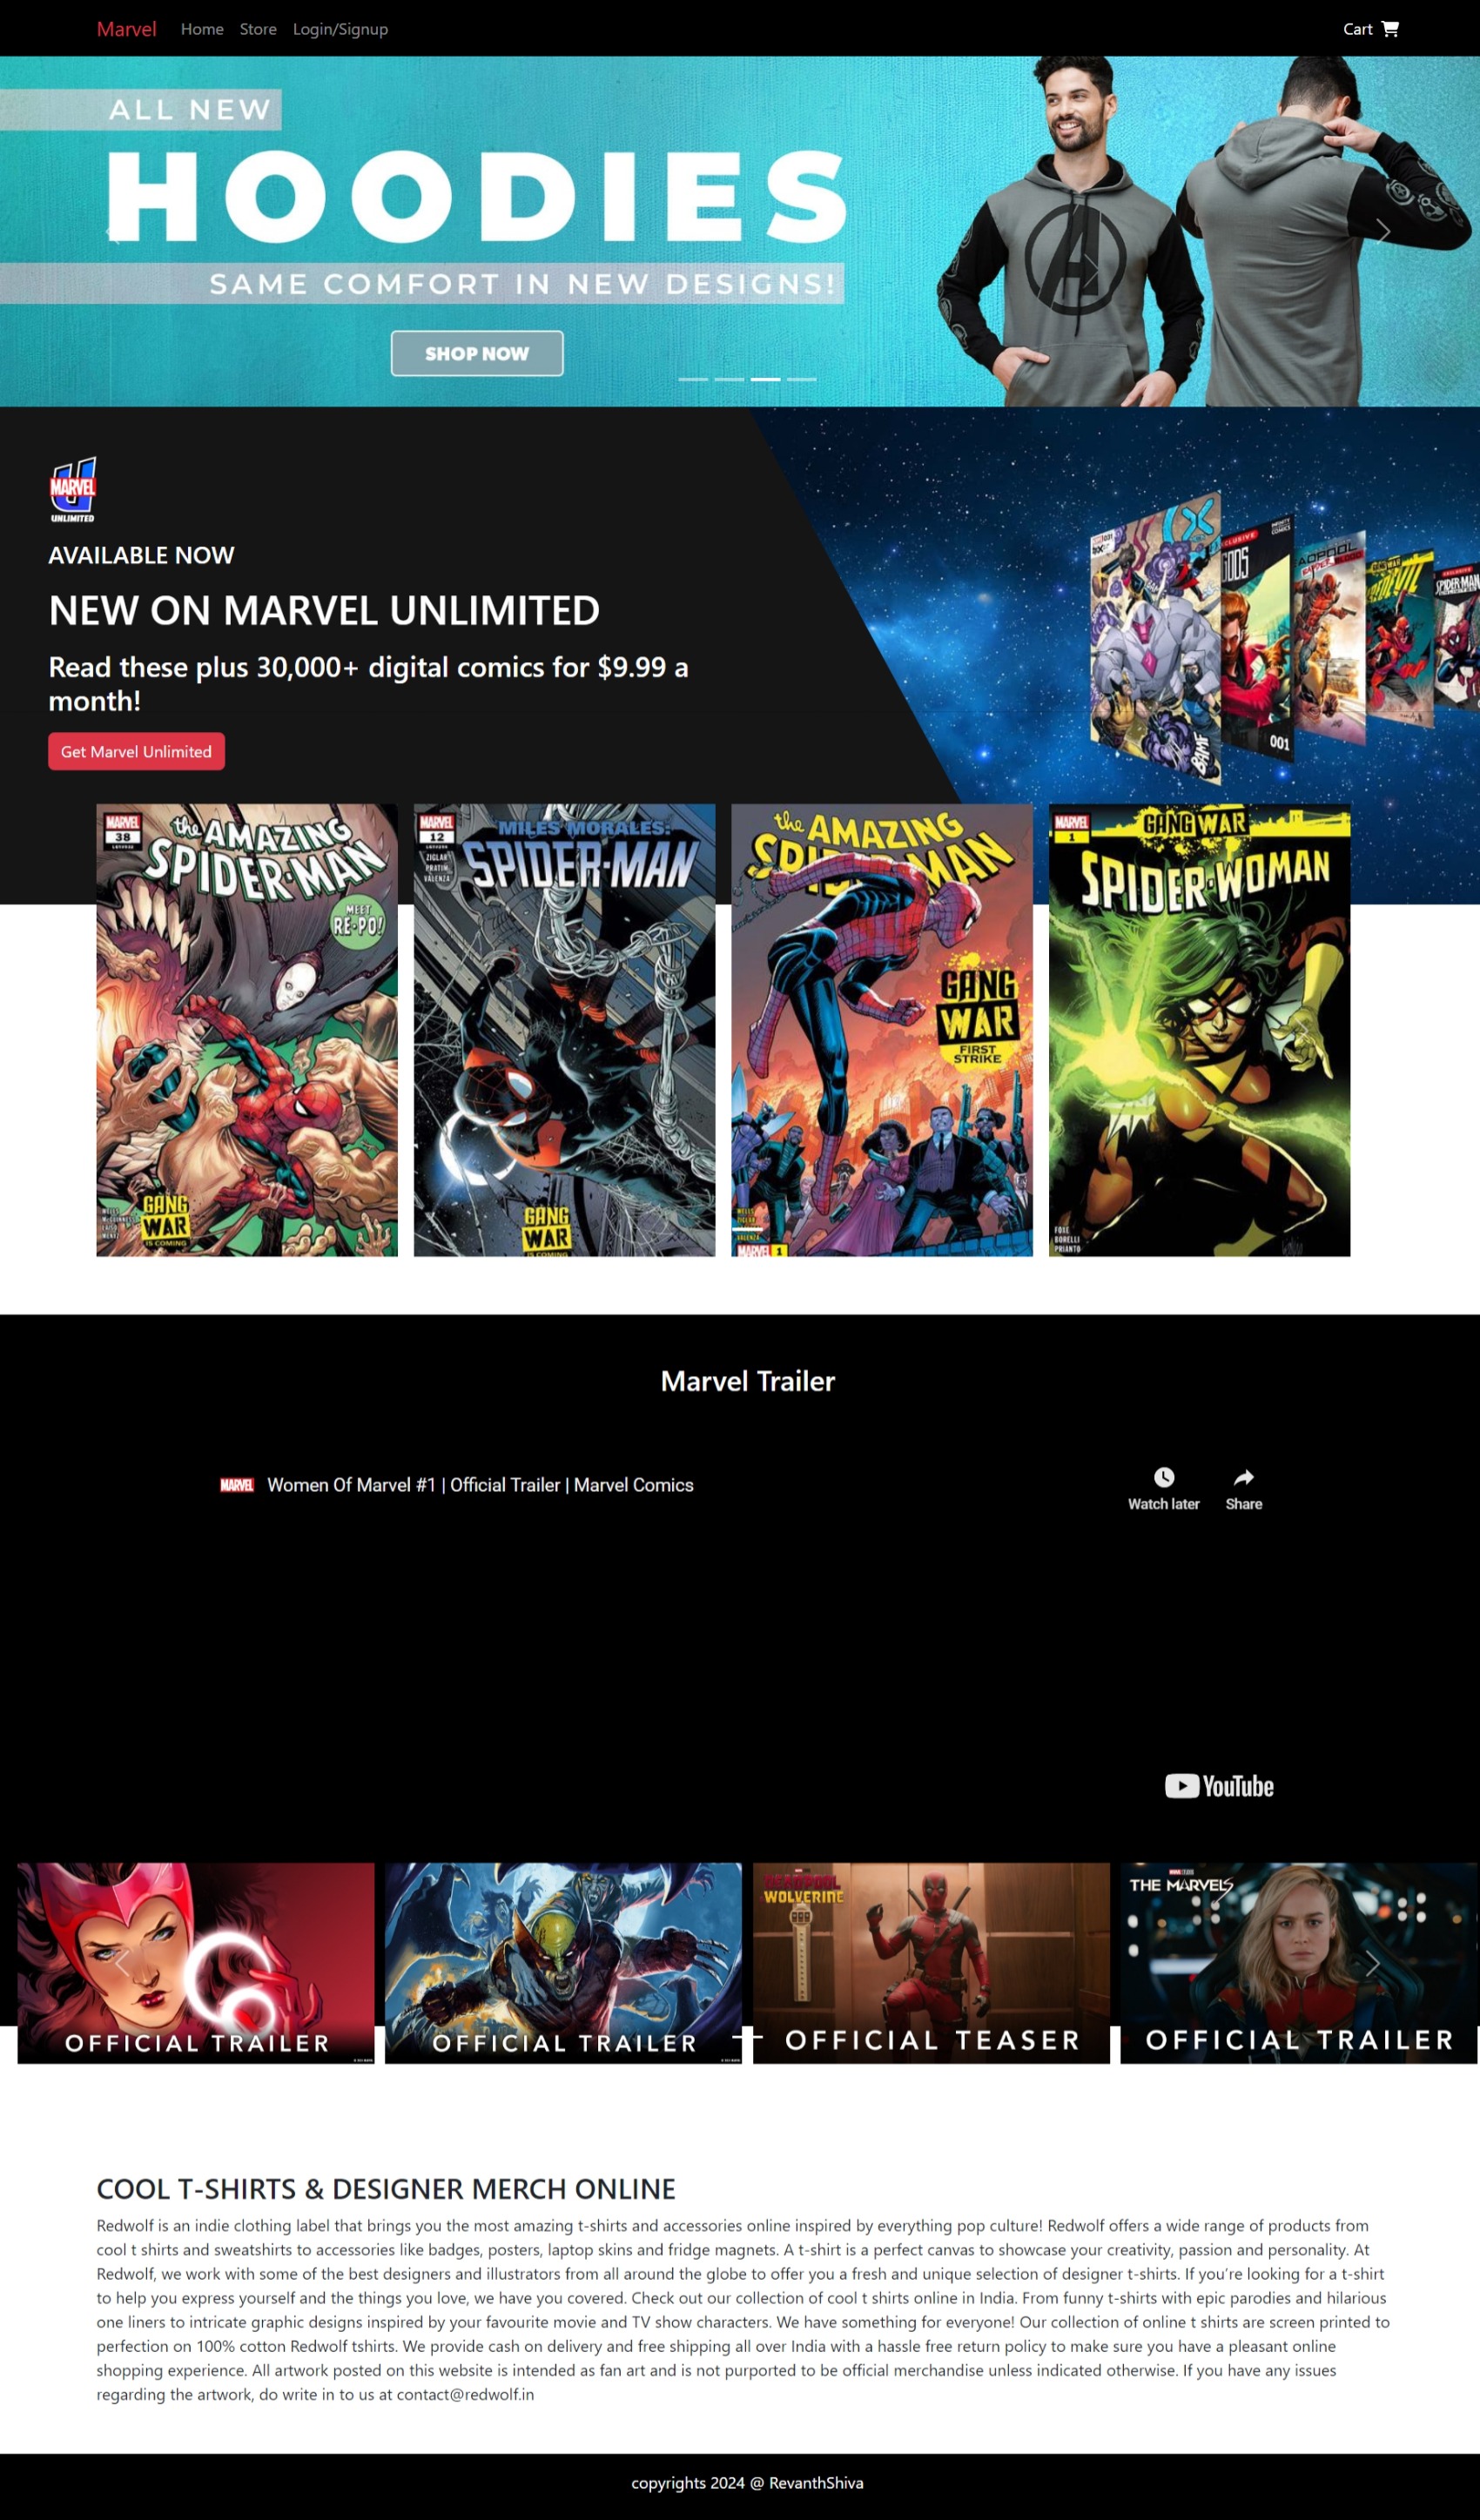 Marvel Home Store Login/Signup Cart
ALL NEW
HOODIES
SAME COMFORT IN NEW DESIGNS!
SHOP NOW
MARVEL
UNLIMITED
AVAILABLE NOW
NEW ON MARVEL UNLIMITED
Read these plus 30,000+ digital comics for $9.99 a
month!
Get Marvel Unlimited
BAMF
001
MARVEL
38
the AMAZING
SPIDER-MAN
MEET
RE-PO!
GANG
WAR
IS COMING
MARVEL
12
ZIGLAR
PRATIM
VALENZA
MILES MORALES:
SPIDER-MAN
GANG
WAR
IS COMING
the AMAZING
SPIDER-MAN
GANG
WAR
FIRST
STRIKE
MARVEL 1
MARVEL
1
GANG WAR
SPIDER-WOMAN
FOXE
BORELLI
PRIANTO
Marvel Trailer
MARVEL Women Of Marvel #1 | Official Trailer | Marvel Comics
Watch later Share
YouTube
OFFICIAL TRAILER
OFFICIAL TRAILER
DEADPOOL
WOLVERINE
OFFICIAL TEASER
THE MARVELS
OFFICIAL TRAILER
COOL T-SHIRTS & DESIGNER MERCH ONLINE
Redwolf is an indie clothing label that brings you the most amazing t-shirts and accessories online inspired by everything pop culture! Redwolf offers a wide range of products from
cool t shirts and sweatshirts to accessories like badges, posters, laptop skins and fridge magnets. A t-shirt is a perfect canvas to showcase your creativity, passion and personality. At
Redwolf, we work with some of the best designers and illustrators from all around the globe to offer you a fresh and unique selection of designer t-shirts. If you're looking for a t-shirt
to help you express yourself and the things you love, we have you covered. Check out our collection of cool t shirts online in India. From funny t-shirts with epic parodies and hilarious
one liners to intricate graphic designs inspired by your favourite movie and TV show characters. We have something for everyone! Our collection of online t shirts are screen printed to
perfection on 100% cotton Redwolf tshirts. We provide cash on delivery and free shipping all over India with a hassle free return policy to make sure you have a pleasant online
shopping experience. All artwork posted on this website is intended as fan art and is not purported to be official merchandise unless indicated otherwise. If you have any issues
regarding the artwork, do write in to us at contact@redwolf.in
copyrights 2024 @ RevanthShiva